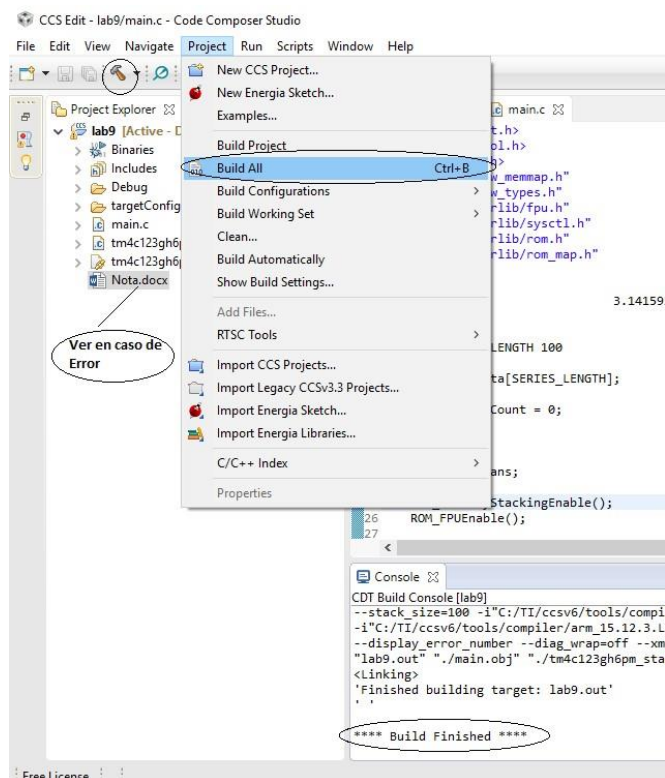 CCS Edit - lab9/main.c - Code Composer Studio
File Edit View Navigate Project Run Scripts Window Help
Project Explorer
lab9 [Active - D
Binaries
Includes
Debug
targetConfig
main.c
tm4c123gh6p
tm4c123gh6p
Nota.docx
Ver en caso de
Error
New CCS Project...
New Energia Sketch...
Examples...
Build Project
Build All Ctrl+B
Build Configurations
Build Working Set
Clean...
Build Automatically
Show Build Settings...
Add Files...
RTSC Tools
Import CCS Projects...
Import Legacy CCSv3.3 Projects...
Import Energia Sketch...
Import Energia Libraries...
C/C++ Index
Properties
main.c
t.h>
ol.h>
h>
w_memmap.h"
w_types.h"
rlib/fpu.h"
rlib/sysctl.h"
rlib/rom.h"
rlib/rom_map.h"
3.14159
LENGTH 100
ta[SERIES_LENGTH];
Count = 0;
ans;
StackingEnable();
26 ROM_FPUEnable();
27
Console
CDT Build Console [lab9]
--stack_size=100 -i"C:/TI/ccsv6/tools/compi
-i"C:/TI/ccsv6/tools/compiler/arm_15.12.3.L
--display_error_number --diag_wrap=off --xm
"lab9.out" "./main.obj" "./tm4c123gh6pm_sta
<Linking>
'Finished building target: lab9.out'
' '
**** Build Finished ****
Free License